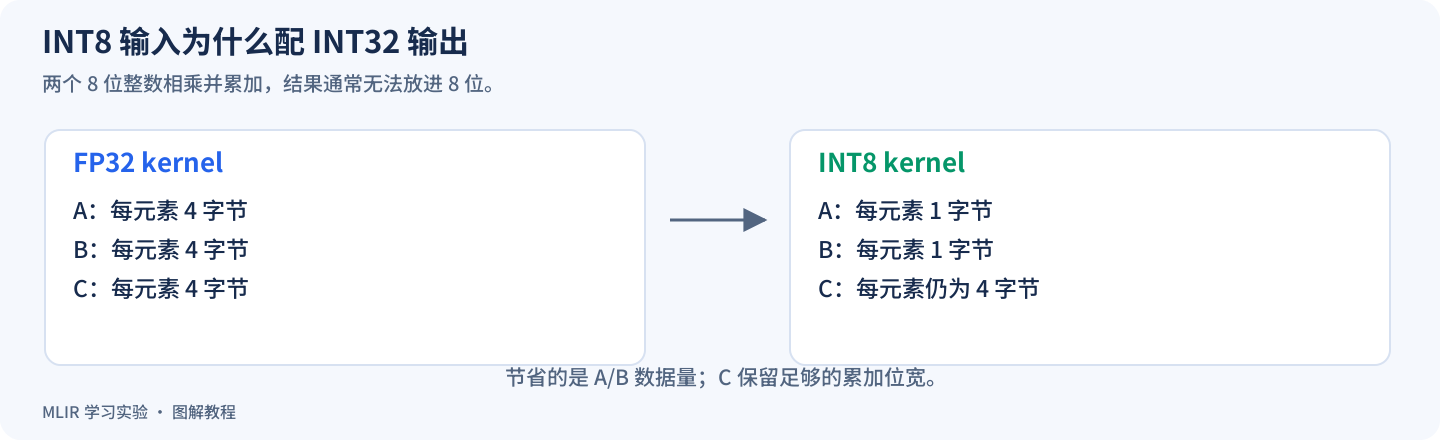 INT8 输入为什么配 INT32 输出
两个 8 位整数相乘并累加，结果通常无法放进 8 位。
FP32 kernel
A：每元素 4 字节
B：每元素 4 字节
C：每元素 4 字节
INT8 kernel
A：每元素 1 字节
B：每元素 1 字节
C：每元素仍为 4 字节
节省的是 A/B 数据量；C 保留足够的累加位宽。
MLIR 学习实验 · 图解教程